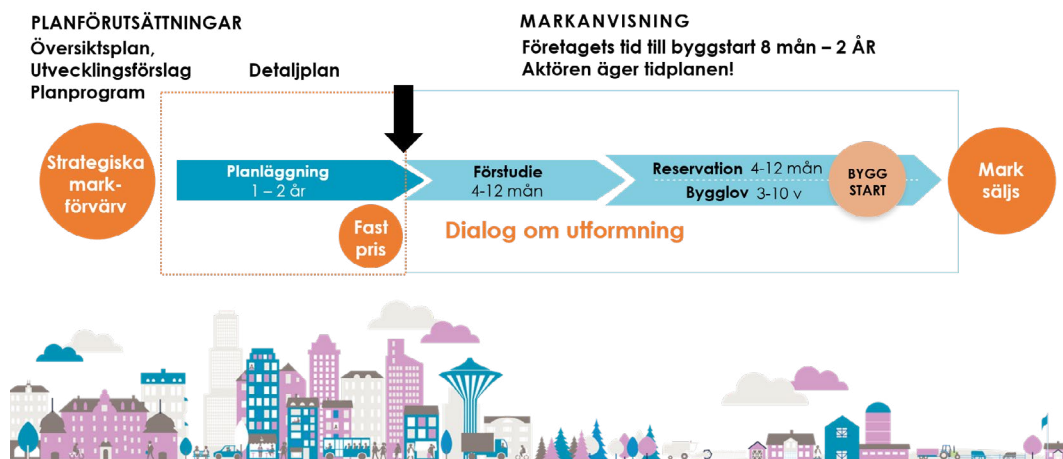 PLANFÖRUTSÄTTNINGAR
Översiktsplan,
Utvecklingsförslag
Planprogram
Detaljplan
MARKANVISNING
Företagets tid till byggstart 8 mån – 2 ÅR
Aktören äger tidplanen!
Strategiska
mark-
förvärv
Planläggning
1 – 2 år
Fast
pris
Förstudie
4-12 mån
Dialog om utformning
Reservation 4-12 mån
Bygglov 3-10 v
BYGG
START
Mark
säljs